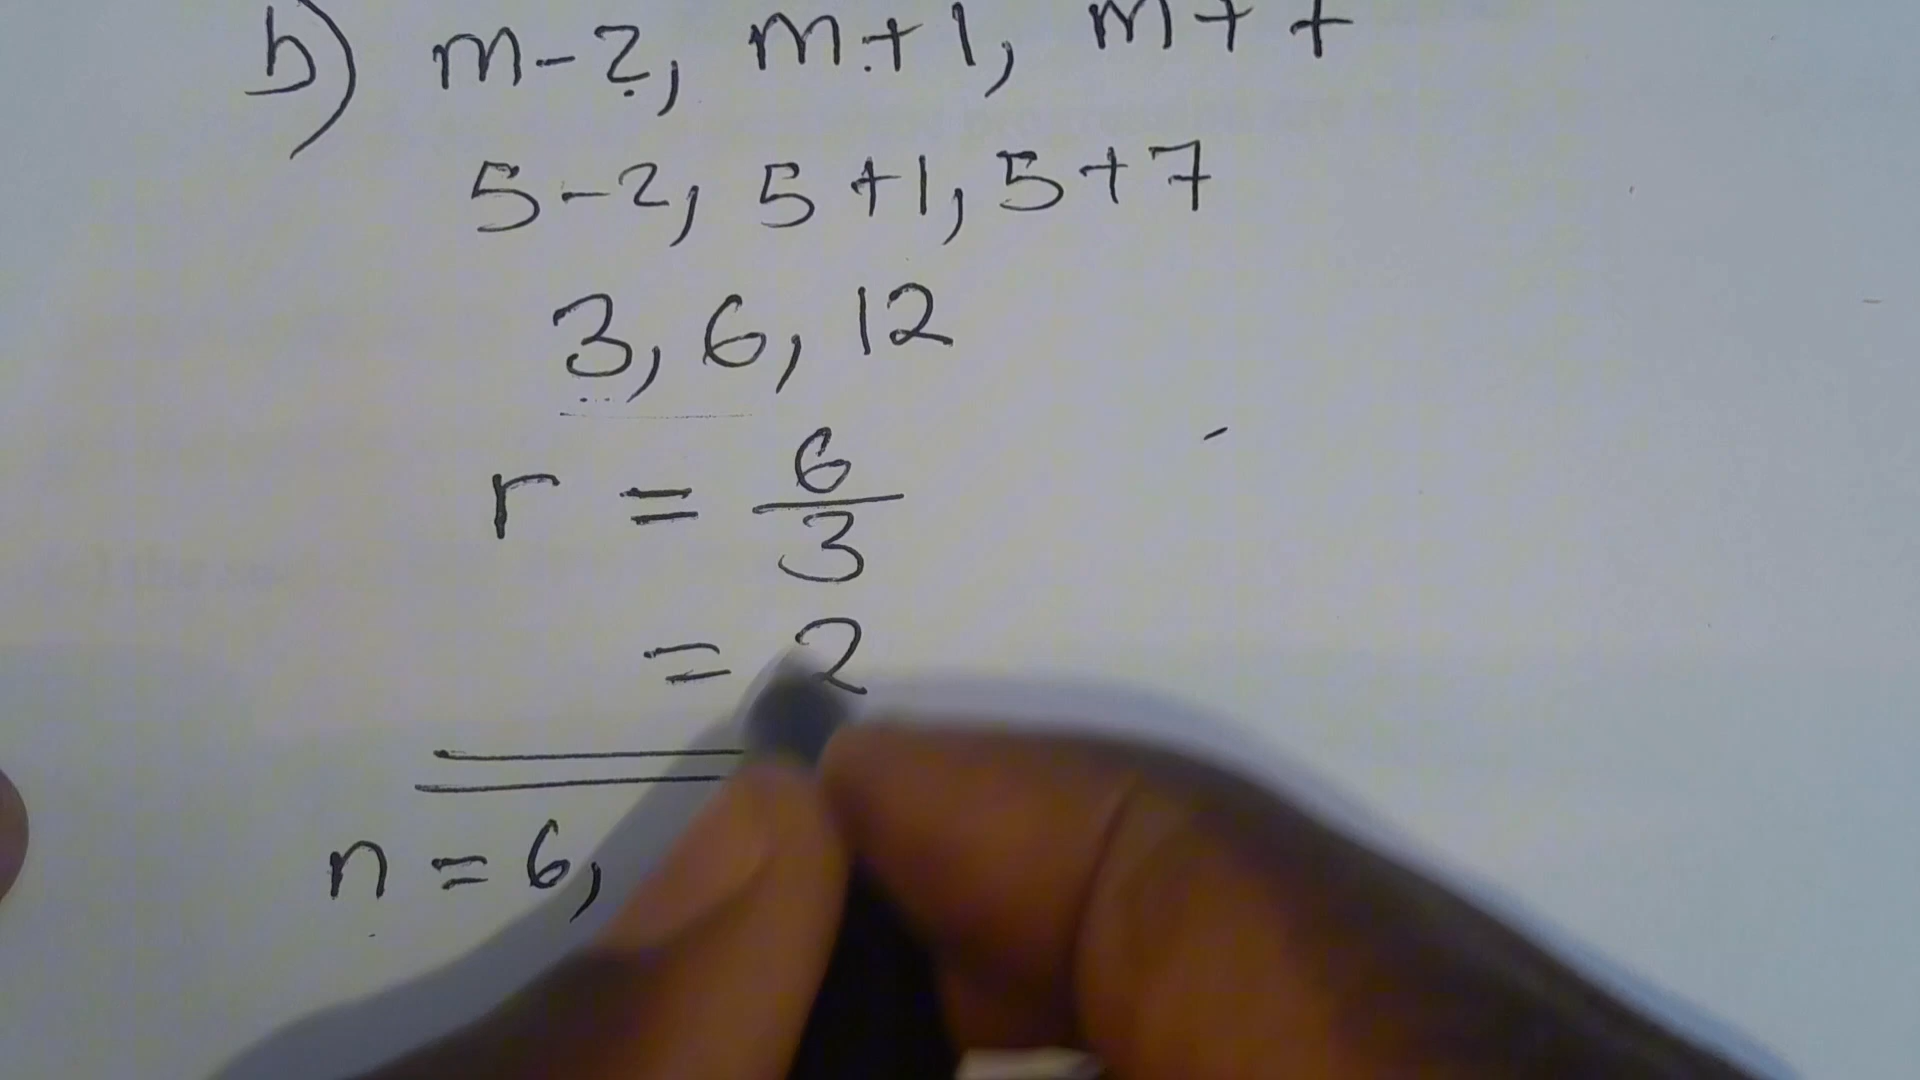 b) m-2, m+1, m+7
5-2, 5+1, 5+7
3, 6, 12
r = 6/3
= 2
n = 6,